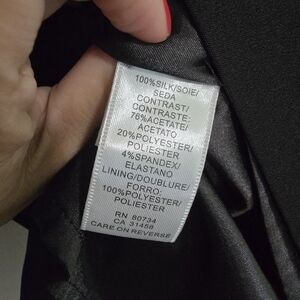 100%SILK/SOIE/
SEDA
CONTRAST/
CONTRASTE:
76%ACETATE/
ACETATO
20%POLYESTER/
POLIESTER
4%SPANDEX/
ELASTANO
LINING/DOUBLURE/
FORRO:
100%POLYESTER/
POLIESTER
RN 80734
CA 31458
CARE ON REVERSE